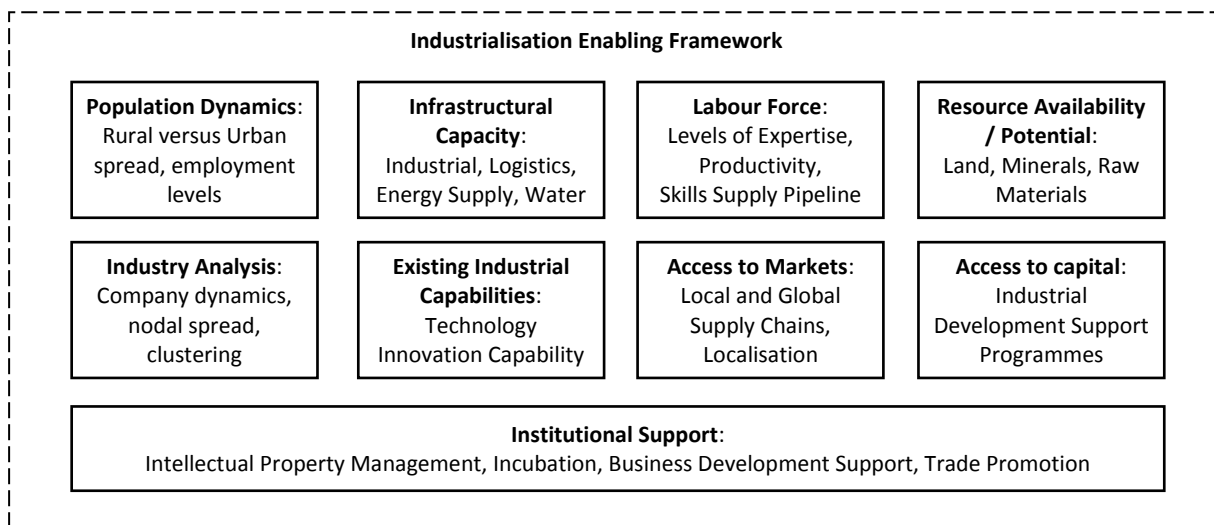 Industrialisation Enabling Framework
Population Dynamics:
Rural versus Urban
spread, employment
levels
Infrastructural
Capacity:
Industrial, Logistics,
Energy Supply, Water
Labour Force:
Levels of Expertise,
Productivity,
Skills Supply Pipeline
Resource Availability
/ Potential:
Land, Minerals, Raw
Materials
Industry Analysis:
Company dynamics,
nodal spread,
clustering
Existing Industrial
Capabilities:
Technology
Innovation Capability
Access to Markets:
Local and Global
Supply Chains,
Localisation
Access to capital:
Industrial
Development Support
Programmes
Institutional Support:
Intellectual Property Management, Incubation, Business Development Support, Trade Promotion